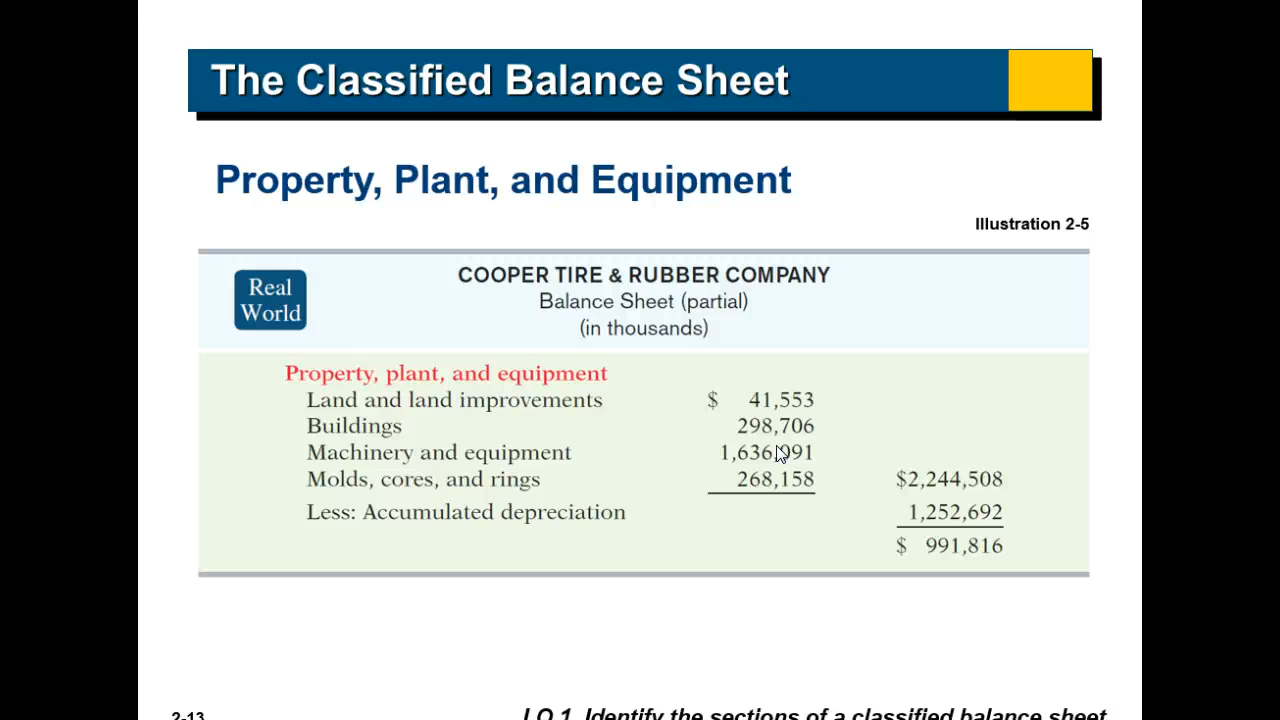 The Classified Balance Sheet
Property, Plant, and Equipment
Illustration 2-5
Real
World
COOPER TIRE & RUBBER COMPANY
Balance Sheet (partial)
(in thousands)
Property, plant, and equipment
Land and land improvements $ 41,553
Buildings 298,706
Machinery and equipment 1,636,091
Molds, cores, and rings 268,158 $2,244,508
Less: Accumulated depreciation 1,252,692
$ 991,816
2-13 LO 1 Identify the sections of a classified balance sheet